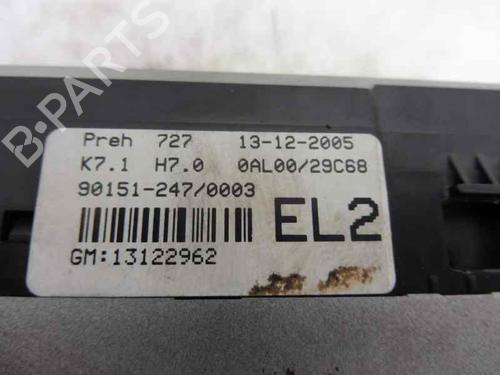 B-PARTS
Preh 727 13-12-2005
K7.1 H7.0 0AL00/29C68
90151-247/0003
EL2
GM:13122962